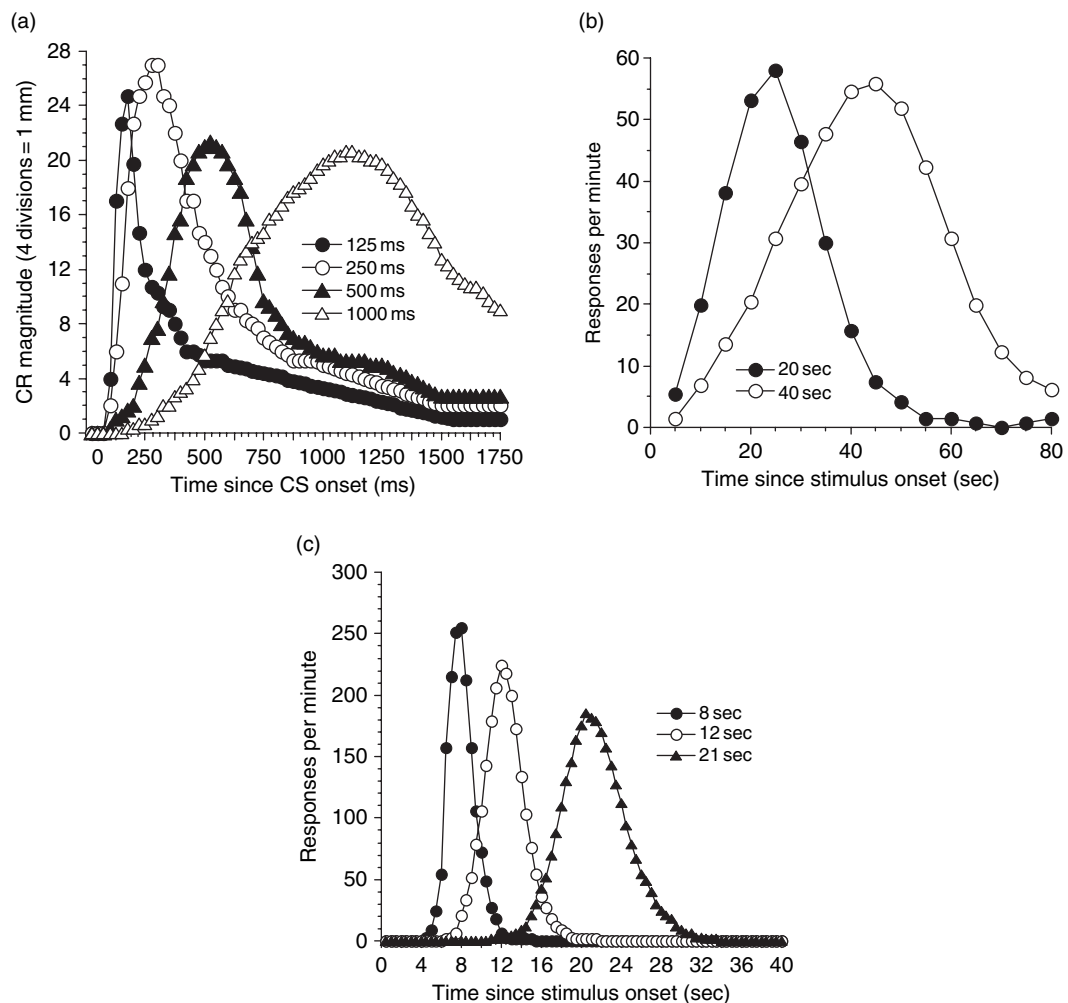 (a)
CR magnitude (4 divisions = 1 mm)
28
24
20
16
12
8
4
0
125 ms
250 ms
500 ms
1000 ms
0 250 500 750 1000 1250 1500 1750
Time since CS onset (ms)
(b)
Responses per minute
60
50
40
30
20
10
0
20 sec
40 sec
0 20 40 60 80
Time since stimulus onset (sec)
(c)
Responses per minute
300
250
200
150
100
50
0
8 sec
12 sec
21 sec
0 4 8 12 16 20 24 28 32 36 40
Time since stimulus onset (sec)